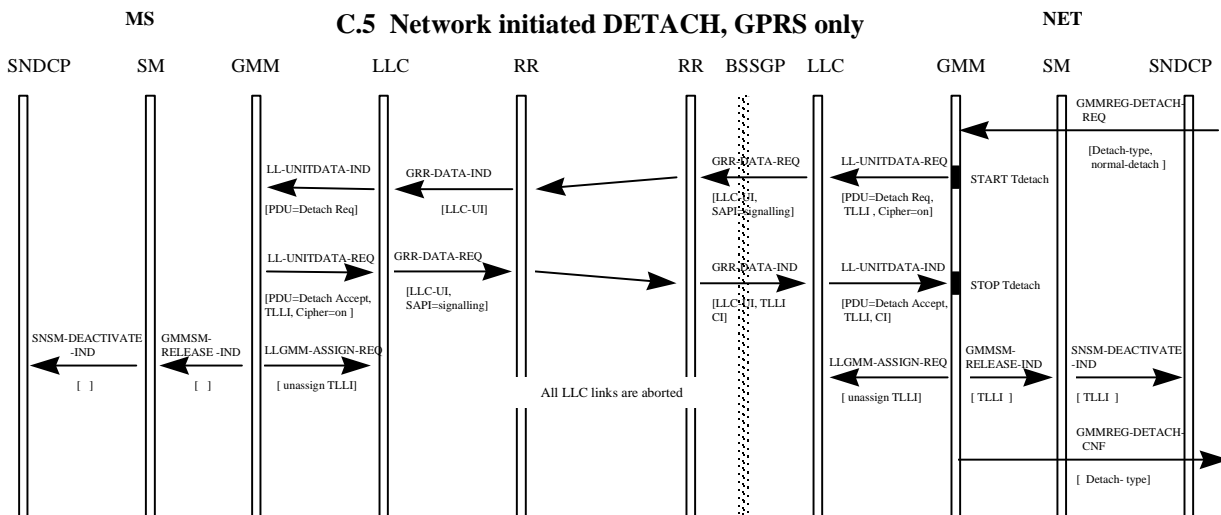 MS
C.5 Network initiated DETACH, GPRS only
NET
SNDCP SM GMM LLC RR RR BSSGP LLC GMM SM SNDCP
GMMREG-DETACH-
REQ
[Detach-type,
normal-detach ]
LL-UNITDATA-IND
[PDU=Detach Req]
GRR-DATA-IND
[LLC-UI]
GRR-DATA-REQ
[LLC-UI,
SAPI=signalling]
LL-UNITDATA-REQ
[PDU=Detach Req,
TLLI , Cipher=on]
START Tdetach
LL-UNITDATA-REQ
[PDU=Detach Accept,
TLLI, Cipher=on ]
GRR-DATA-REQ
[LLC-UI,
SAPI=signalling]
GRR-DATA-IND
[LLC-UI, TLLI
CI]
LL-UNITDATA-IND
[PDU=Detach Accept,
TLLI, CI]
STOP Tdetach
SNSM-DEACTIVATE
-IND
[ ]
GMMSM-
RELEASE -IND
[ ]
LLGMM-ASSIGN-REQ
[ unassign TLLI]
All LLC links are aborted
LLGMM-ASSIGN-REQ
[ unassign TLLI]
GMMSM-
RELEASE-IND
[ TLLI ]
SNSM-DEACTIVATE
-IND
[ TLLI ]
GMMREG-DETACH-
CNF
[ Detach- type]